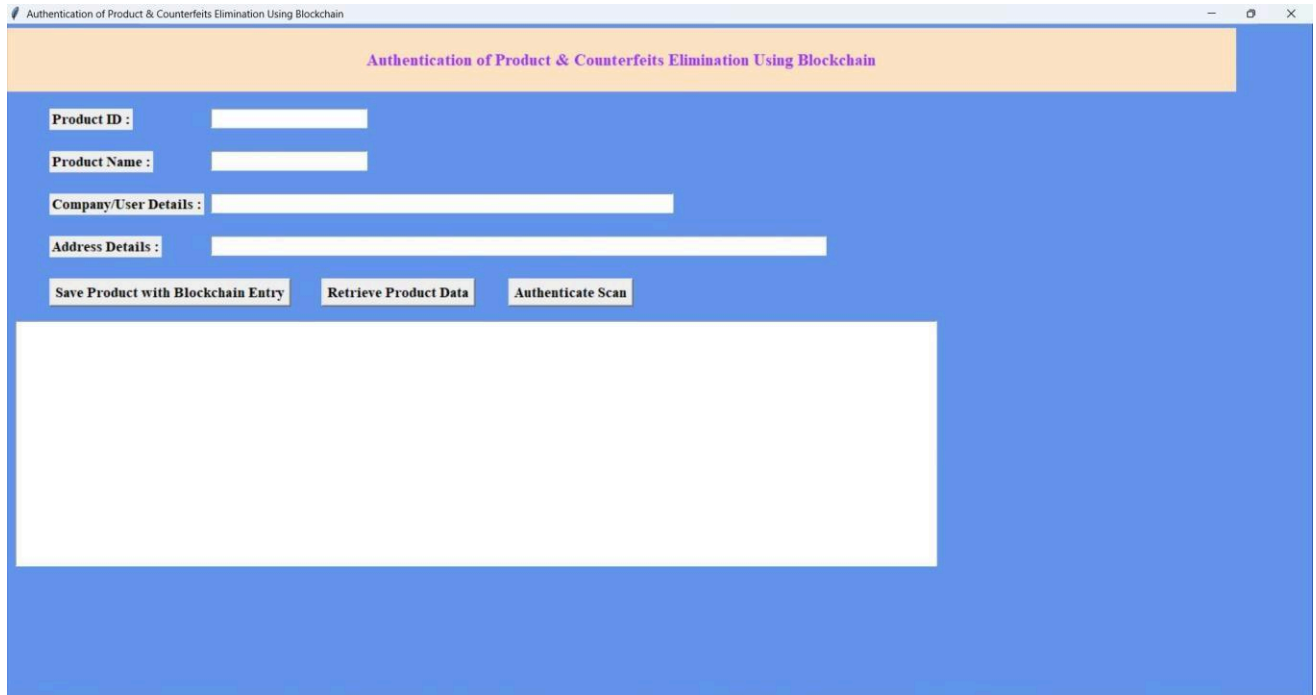 Authentication of Product & Counterfeits Elimination Using Blockchain
Authentication of Product & Counterfeits Elimination Using Blockchain
Product ID :
Product Name :
Company/User Details :
Address Details :
Save Product with Blockchain Entry Retrieve Product Data Authenticate Scan